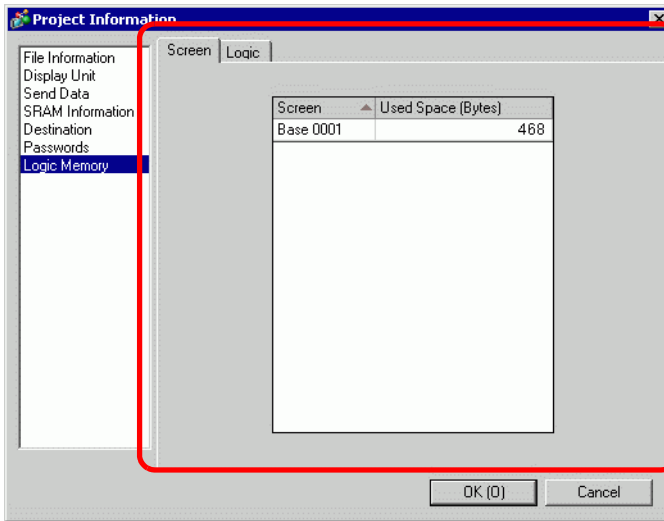 Project Information
Screen Logic
File Information
Display Unit
Send Data
SRAM Information
Destination
Passwords
Logic Memory
Screen Used Space (Bytes)
Base 0001 468
OK (O) Cancel